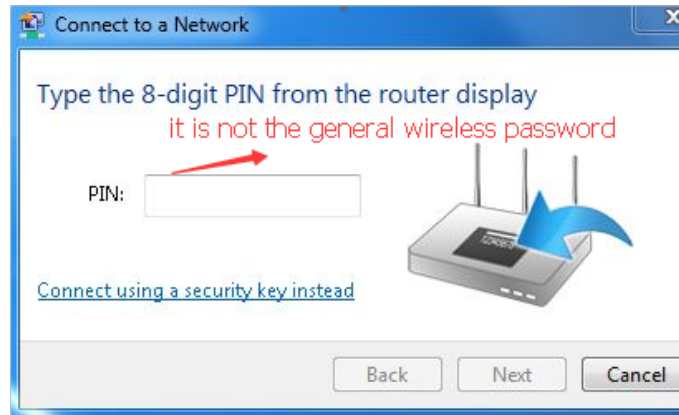 Connect to a Network
Type the 8-digit PIN from the router display
it is not the general wireless password
PIN:
12345670
Connect using a security key instead
Back
Next
Cancel